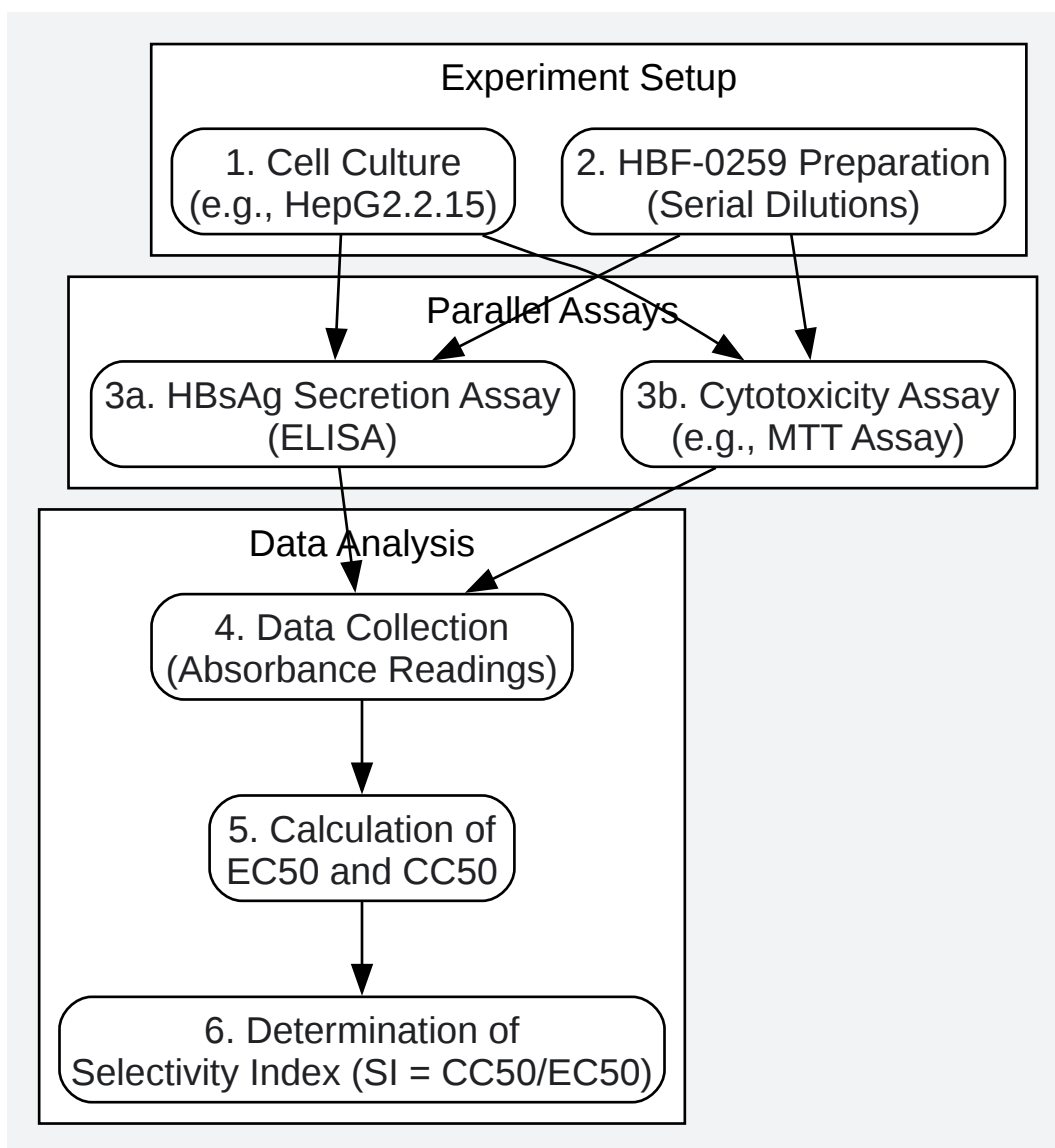 Experiment Setup
1. Cell Culture
(e.g., HepG2.2.15)
2. HBF-0259 Preparation
(Serial Dilutions)
Parallel Assays
3a. HBsAg Secretion Assay
(ELISA)
3b. Cytotoxicity Assay
(e.g., MTT Assay)
Data Analysis
4. Data Collection
(Absorbance Readings)
5. Calculation of
EC50 and CC50
6. Determination of
Selectivity Index (SI = CC50/EC50)